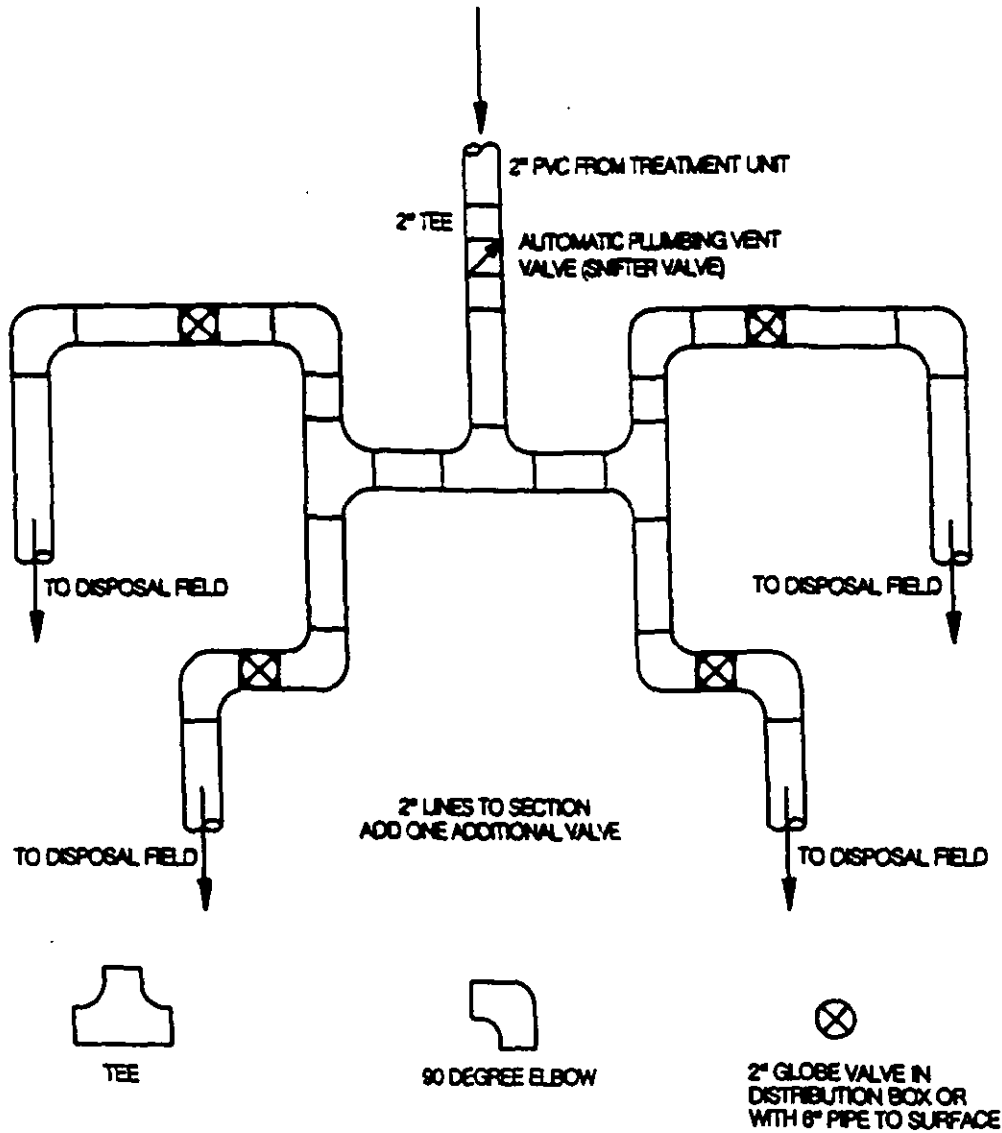 2" PVC FROM TREATMENT UNIT
2" TEE
AUTOMATIC PLUMBING VENT
VALVE (SNIFTER VALVE)
TO DISPOSAL FIELD
TO DISPOSAL FIELD
2" LINES TO SECTION
ADD ONE ADDITIONAL VALVE
TO DISPOSAL FIELD
TO DISPOSAL FIELD
TEE
90 DEGREE ELBOW
2" GLOBE VALVE IN
DISTRIBUTION BOX OR
WITH 6" PIPE TO SURFACE